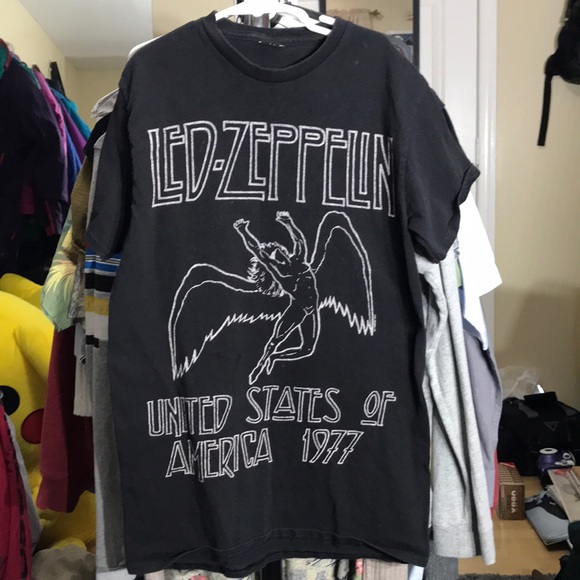 LED-ZEPPELIN
UNITED STATES OF
AMERICA 1977